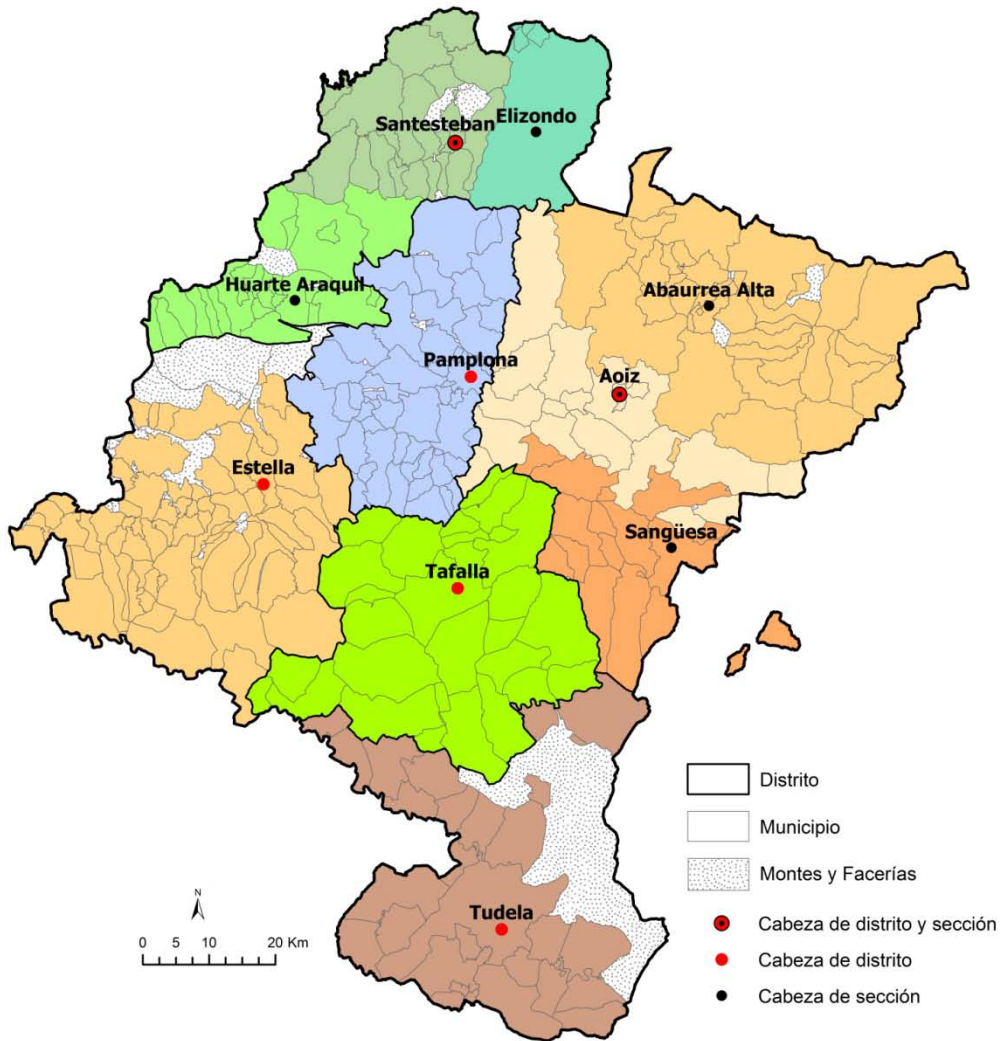 Elizondo
Santesteban
Huarte Araquil
Abaurrea Alta
Pamplona
Aoiz
Estella
Sangüesa
Tafalla
Tudela
Distrito
Municipio
Montes y Facerías
Cabeza de distrito y sección
Cabeza de distrito
Cabeza de sección
N
0 5 10 20 Km